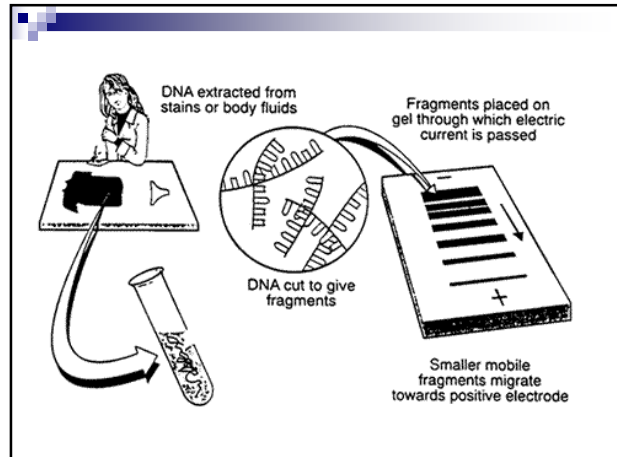 DNA extracted from
stains or body fluids
DNA cut to give
fragments
Fragments placed on
gel through which electric
current is passed
−
+
Smaller mobile
fragments migrate
towards positive electrode